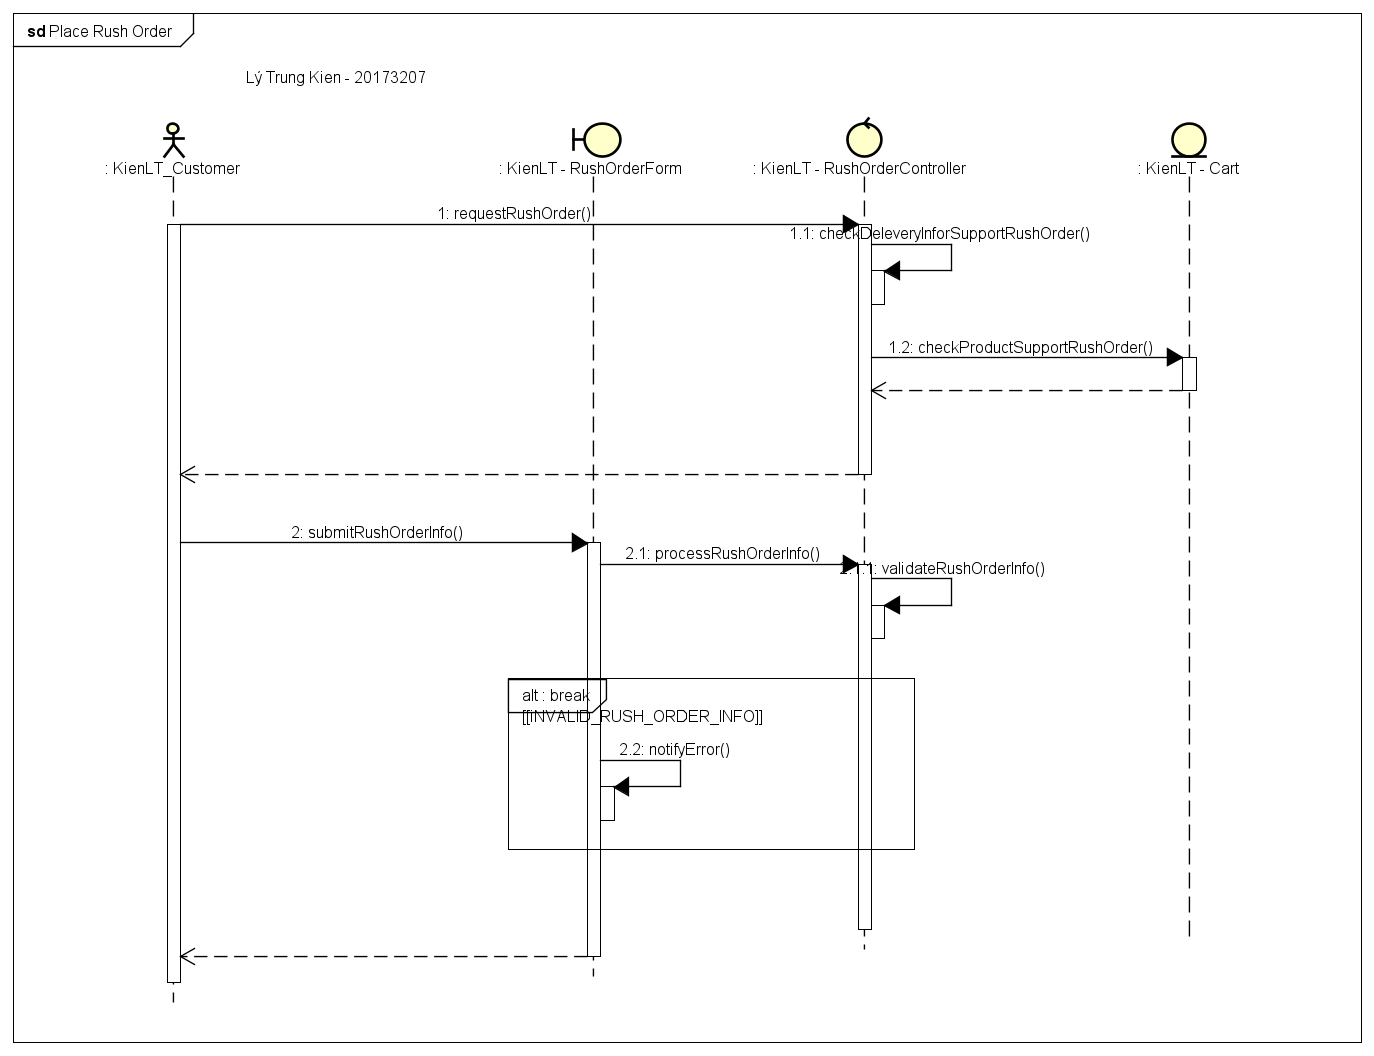 sd Place Rush Order
Lý Trung Kien - 20173207
: KienLT_Customer
: KienLT - RushOrderForm
: KienLT - RushOrderController
: KienLT - Cart
1: requestRushOrder()
1.1: checkDeleveryInforSupportRushOrder()
1.2: checkProductSupportRushOrder()
2: submitRushOrderInfo()
2.1: processRushOrderInfo()
2.1.1: validateRushOrderInfo()
alt : break
[[INVALID_RUSH_ORDER_INFO]]
2.2: notifyError()